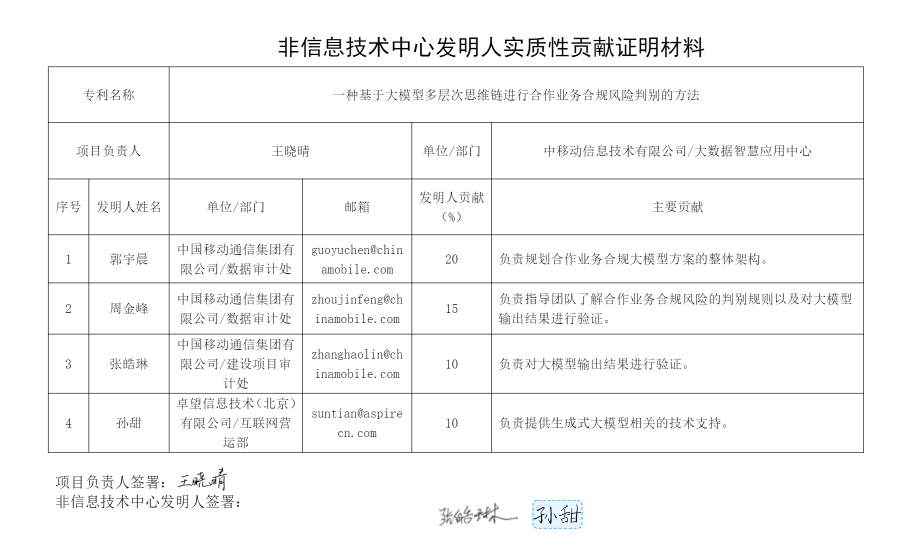 非信息技术中心发明人实质性贡献证明材料
专利名称 一种基于大模型多层次思维链进行合作业务合规风险判别的方法
项目负责人 王晓晴 单位/部门 中移动信息技术有限公司/大数据智慧应用中心
序号 发明人姓名 单位/部门 邮箱 发明人贡献（%） 主要贡献
1 郭宇晨 中国移动通信集团有限公司/数据审计处 guoyuchen@chinamobile.com 20 负责规划合作业务合规大模型方案的整体架构。
2 周金峰 中国移动通信集团有限公司/数据审计处 zhoujinfeng@chinamobile.com 15 负责指导团队了解合作业务合规风险的判别规则以及对大模型输出结果进行验证。
3 张皓琳 中国移动通信集团有限公司/建设项目审计处 zhanghaolin@chinamobile.com 10 负责对大模型输出结果进行验证。
4 孙甜 卓望信息技术（北京）有限公司/互联网营运部 suntian@aspirecn.com 10 负责提供生成式大模型相关的技术支持。
项目负责人签署：王晓晴
非信息技术中心发明人签署：
张皓琳 孙甜